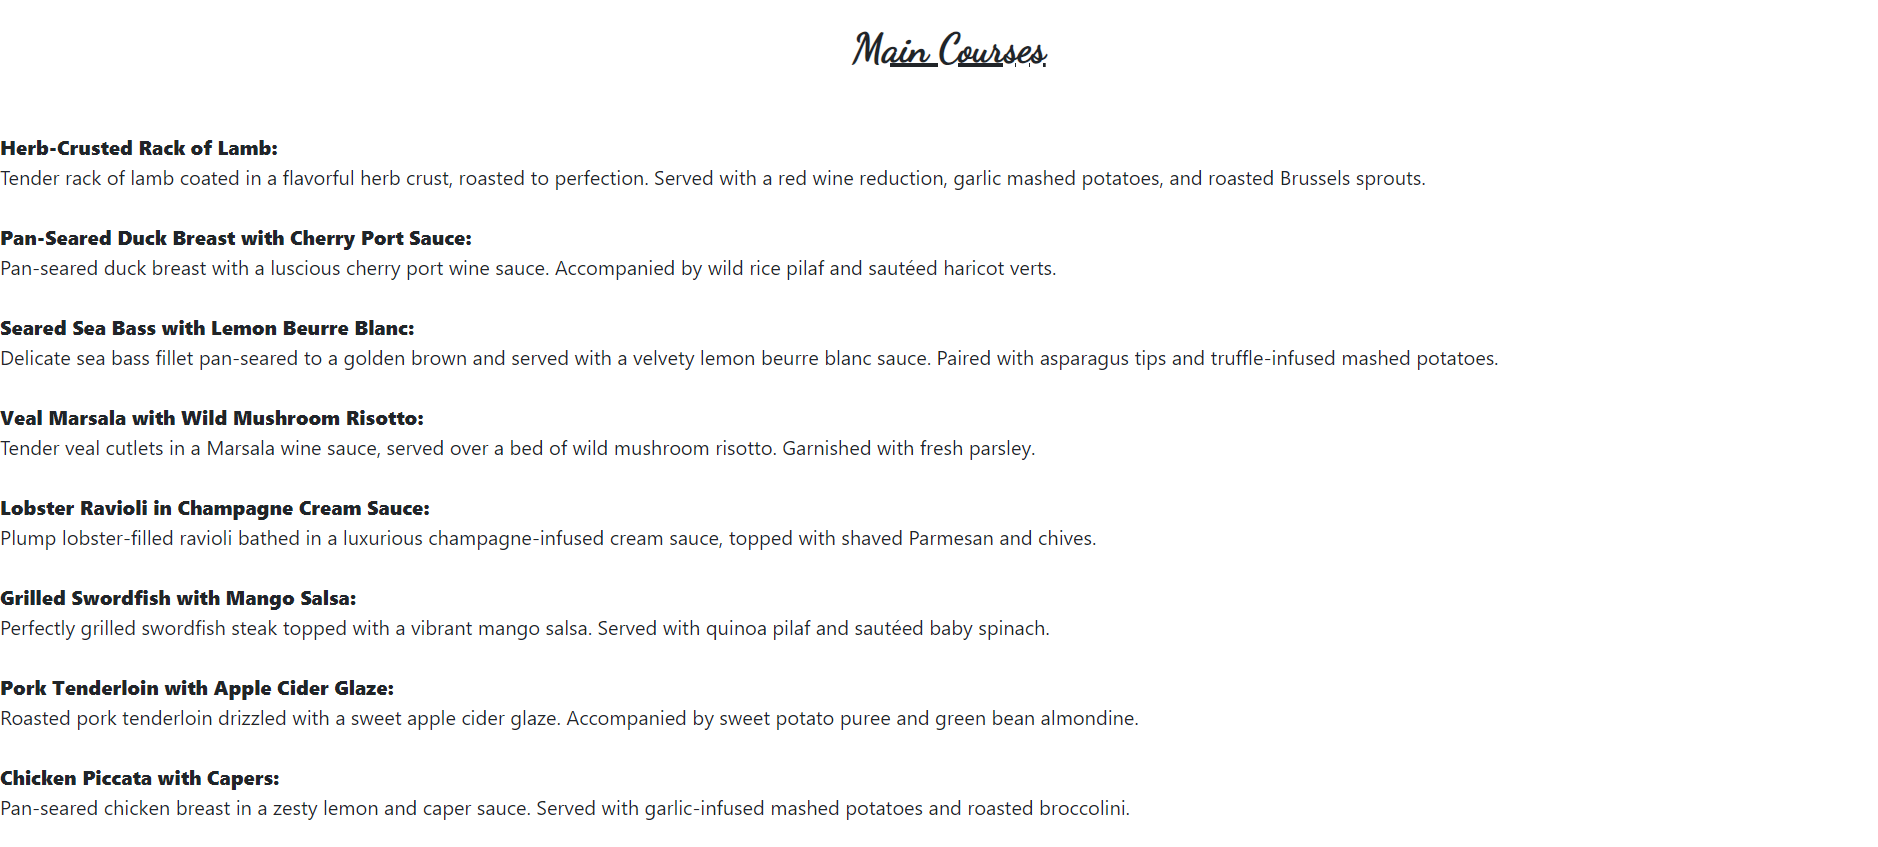 Main Courses
Herb-Crusted Rack of Lamb:
Tender rack of lamb coated in a flavorful herb crust, roasted to perfection. Served with a red wine reduction, garlic mashed potatoes, and roasted Brussels sprouts.
Pan-Seared Duck Breast with Cherry Port Sauce:
Pan-seared duck breast with a luscious cherry port wine sauce. Accompanied by wild rice pilaf and sautéed haricot verts.
Seared Sea Bass with Lemon Beurre Blanc:
Delicate sea bass fillet pan-seared to a golden brown and served with a velvety lemon beurre blanc sauce. Paired with asparagus tips and truffle-infused mashed potatoes.
Veal Marsala with Wild Mushroom Risotto:
Tender veal cutlets in a Marsala wine sauce, served over a bed of wild mushroom risotto. Garnished with fresh parsley.
Lobster Ravioli in Champagne Cream Sauce:
Plump lobster-filled ravioli bathed in a luxurious champagne-infused cream sauce, topped with shaved Parmesan and chives.
Grilled Swordfish with Mango Salsa:
Perfectly grilled swordfish steak topped with a vibrant mango salsa. Served with quinoa pilaf and sautéed baby spinach.
Pork Tenderloin with Apple Cider Glaze:
Roasted pork tenderloin drizzled with a sweet apple cider glaze. Accompanied by sweet potato puree and green bean almondine.
Chicken Piccata with Capers:
Pan-seared chicken breast in a zesty lemon and caper sauce. Served with garlic-infused mashed potatoes and roasted broccolini.